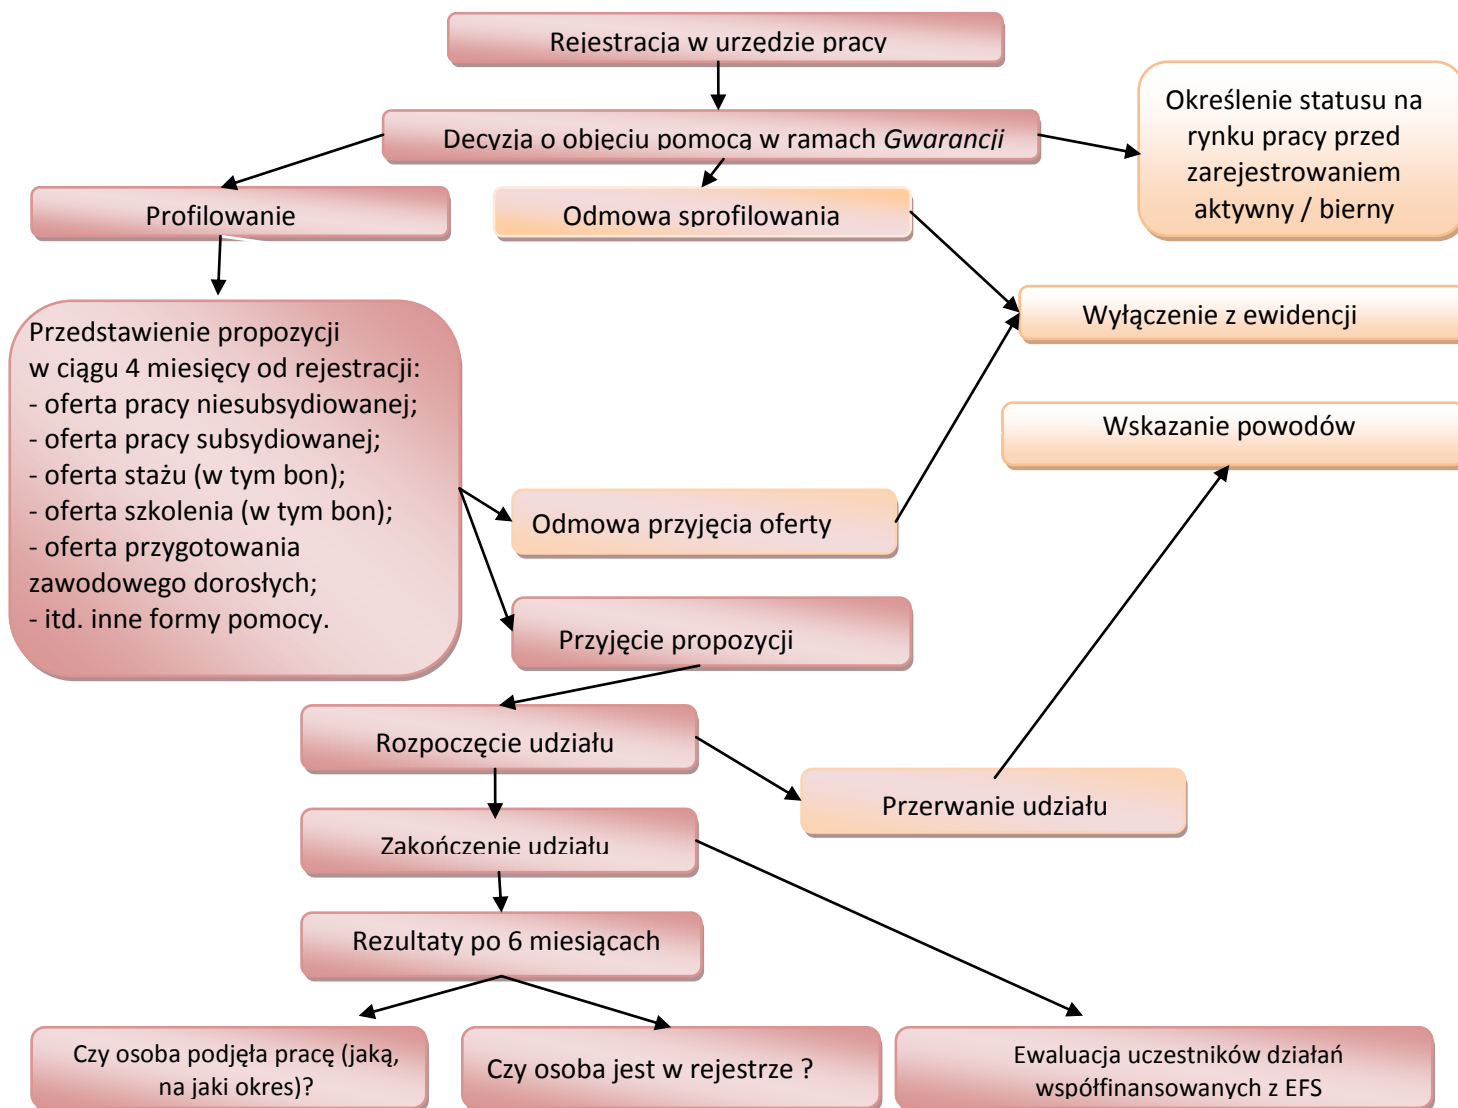 Rejestracja w urzędzie pracy
Decyzja o objęciu pomocą w ramach Gwarancji
Określenie statusu na
rynku pracy przed
zarejestrowaniem
aktywny / bierny
Profilowanie
Odmowa sprofilowania
Wyłączenie z ewidencji
Przedstawienie propozycji
w ciągu 4 miesięcy od rejestracji:
- oferta pracy niesubsydiowanej;
- oferta pracy subsydiowanej;
- oferta stażu (w tym bon);
- oferta szkolenia (w tym bon);
- oferta przygotowania
zawodowego dorosłych;
- itd. inne formy pomocy.
Wskazanie powodów
Odmowa przyjęcia oferty
Przyjęcie propozycji
Rozpoczęcie udziału
Przerwanie udziału
Zakończenie udziału
Rezultaty po 6 miesiącach
Czy osoba podjęła pracę (jaką,
na jaki okres)?
Czy osoba jest w rejestrze ?
Ewaluacja uczestników działań
współfinansowanych z EFS